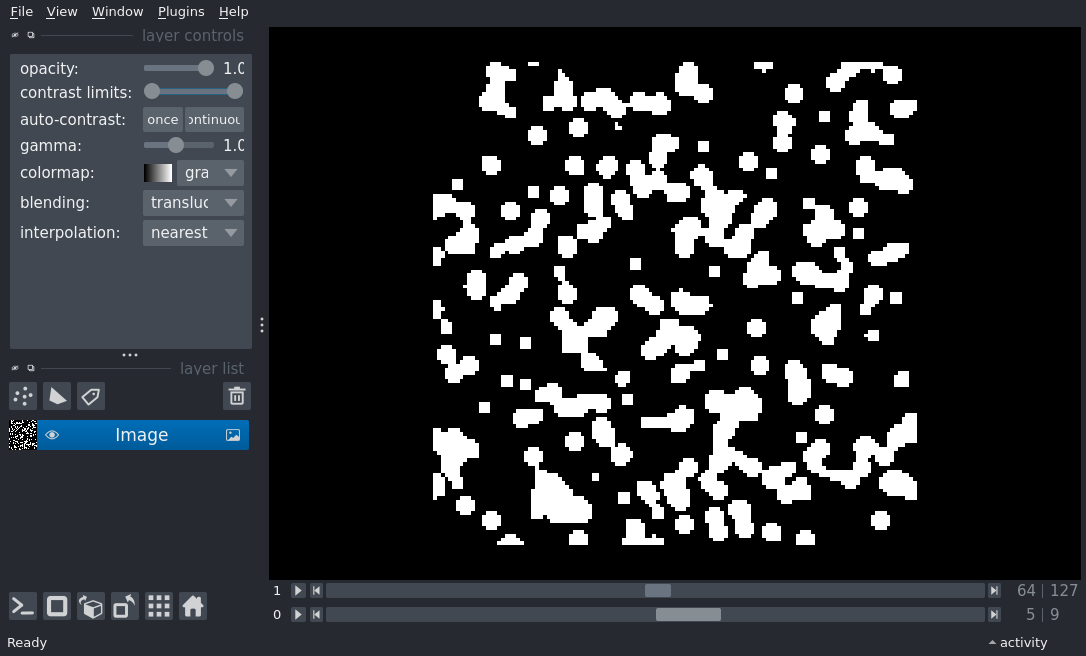 File View Window Plugins Help
layer controls
opacity: 1.0
contrast limits:
auto-contrast: once ontinuou
gamma: 1.0
colormap: gra
blending: transluc
interpolation: nearest
layer list
Image
1 64 127
0 5 9
Ready activity